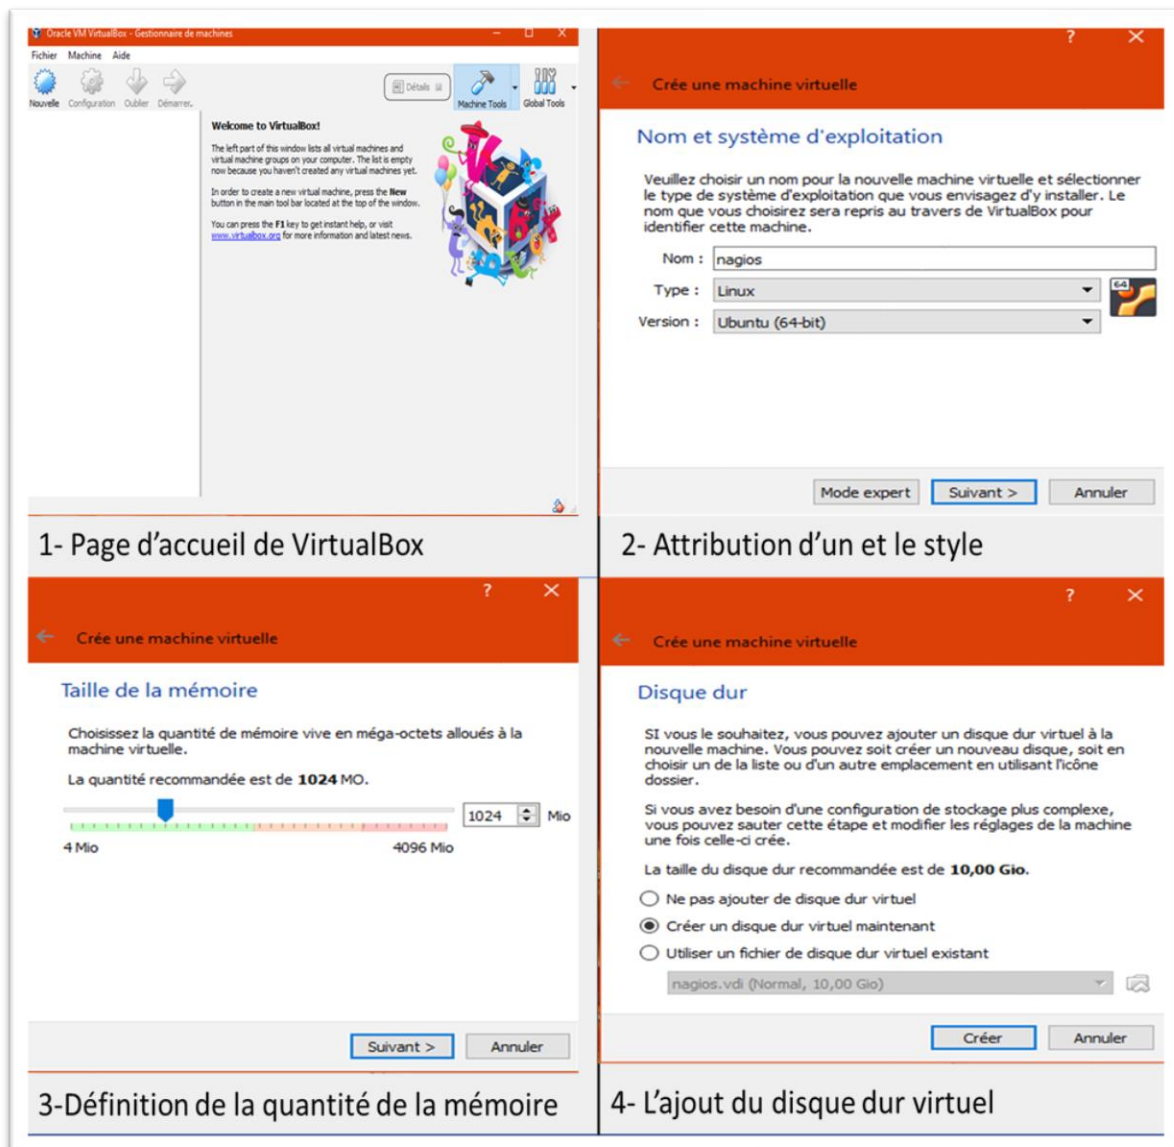 Oracle VM VirtualBox - Gestionnaire de machines
Fichier Machine Aide
Nouvelle Configuration Oublier Démarrer
Détails
Machine Tools Global Tools
Welcome to VirtualBox!
The left part of this window lists all virtual machines and
virtual machine groups on your computer. The list is empty
now because you haven't created any virtual machines yet.
In order to create a new virtual machine, press the New
button in the main tool bar located at the top of the window.
You can press the F1 key to get instant help, or visit
www.virtualbox.org for more information and latest news.
1- Page d'accueil de VirtualBox
? ×
← Crée une machine virtuelle
Nom et système d'exploitation
Veuillez choisir un nom pour la nouvelle machine virtuelle et sélectionner
le type de système d'exploitation que vous envisagez d'y installer. Le
nom que vous choisirez sera repris au travers de VirtualBox pour
identifier cette machine.
Nom : nagios
Type : Linux
64
Version : Ubuntu (64-bit)
Mode expert Suivant > Annuler
2- Attribution d'un et le style
? ×
← Crée une machine virtuelle
Taille de la mémoire
Choisissez la quantité de mémoire vive en méga-octets alloués à la
machine virtuelle.
La quantité recommandée est de 1024 MO.
1024 Mio
4 Mio 4096 Mio
Suivant > Annuler
3-Définition de la quantité de la mémoire
? ×
← Crée une machine virtuelle
Disque dur
SI vous le souhaitez, vous pouvez ajouter un disque dur virtuel à la
nouvelle machine. Vous pouvez soit créer un nouveau disque, soit en
choisir un de la liste ou d'un autre emplacement en utilisant l'icône
dossier.
Si vous avez besoin d'une configuration de stockage plus complexe,
vous pouvez sauter cette étape et modifier les réglages de la machine
une fois celle-ci crée.
La taille du disque dur recommandée est de 10,00 Gio.
Ne pas ajouter de disque dur virtuel
Créer un disque dur virtuel maintenant
Utiliser un fichier de disque dur virtuel existant
nagios.vdi (Normal, 10,00 Gio)
Créer Annuler
4- L'ajout du disque dur virtuel